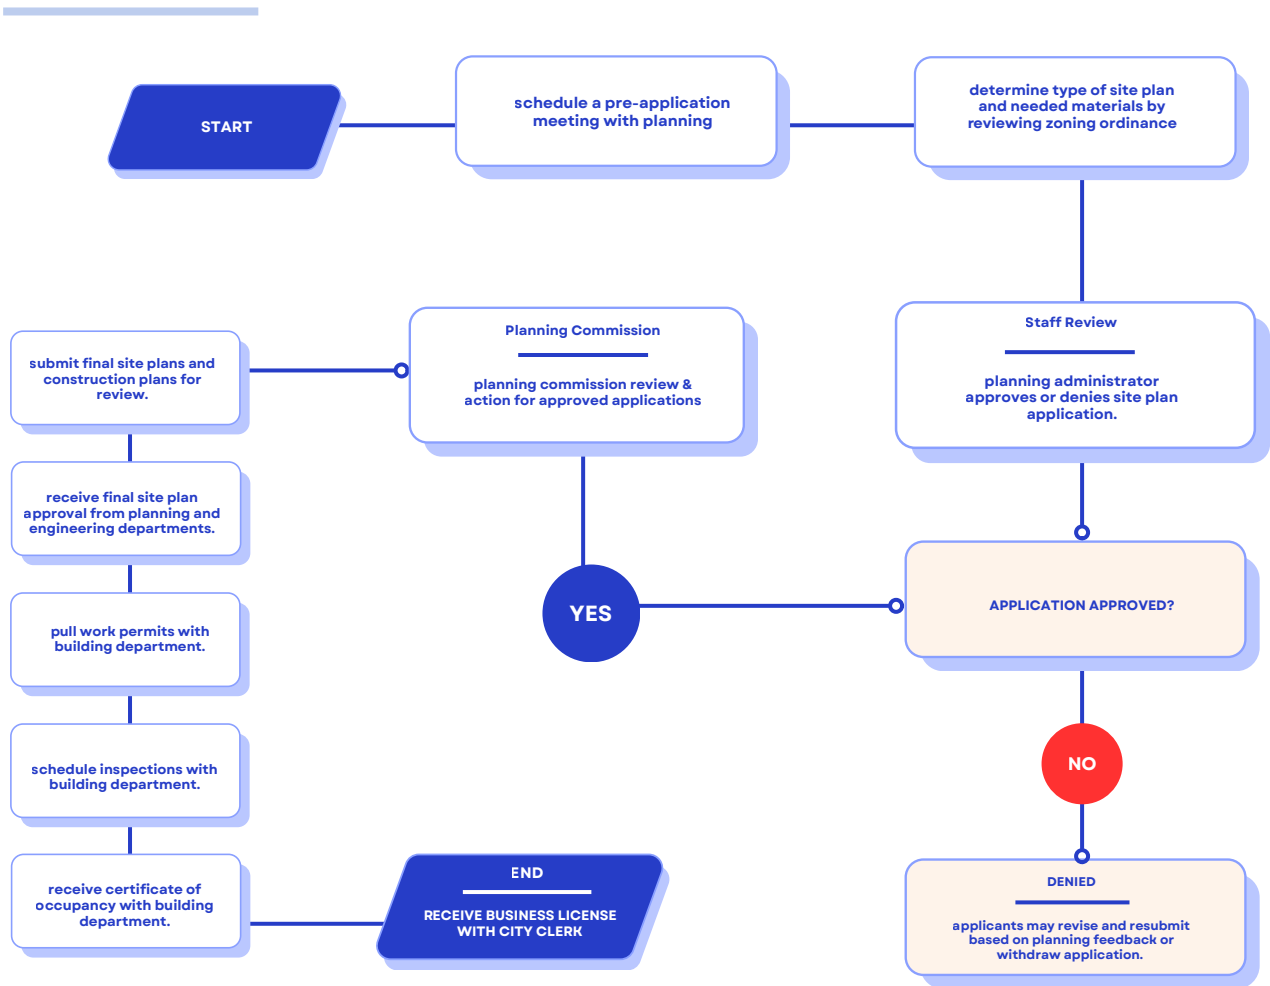 START
schedule a pre-application
meeting with planning
determine type of site plan
and needed materials by
reviewing zoning ordinance
Staff Review
planning administrator
approves or denies site plan
application.
APPLICATION APPROVED?
NO
DENIED
applicants may revise and resubmit
based on planning feedback or
withdraw application.
YES
Planning Commission
planning commission review &
action for approved applications
submit final site plans and
construction plans for
review.
receive final site plan
approval from planning and
engineering departments.
pull work permits with
building department.
schedule inspections with
building department.
receive certificate of
occupancy with building
department.
END
RECEIVE BUSINESS LICENSE
WITH CITY CLERK